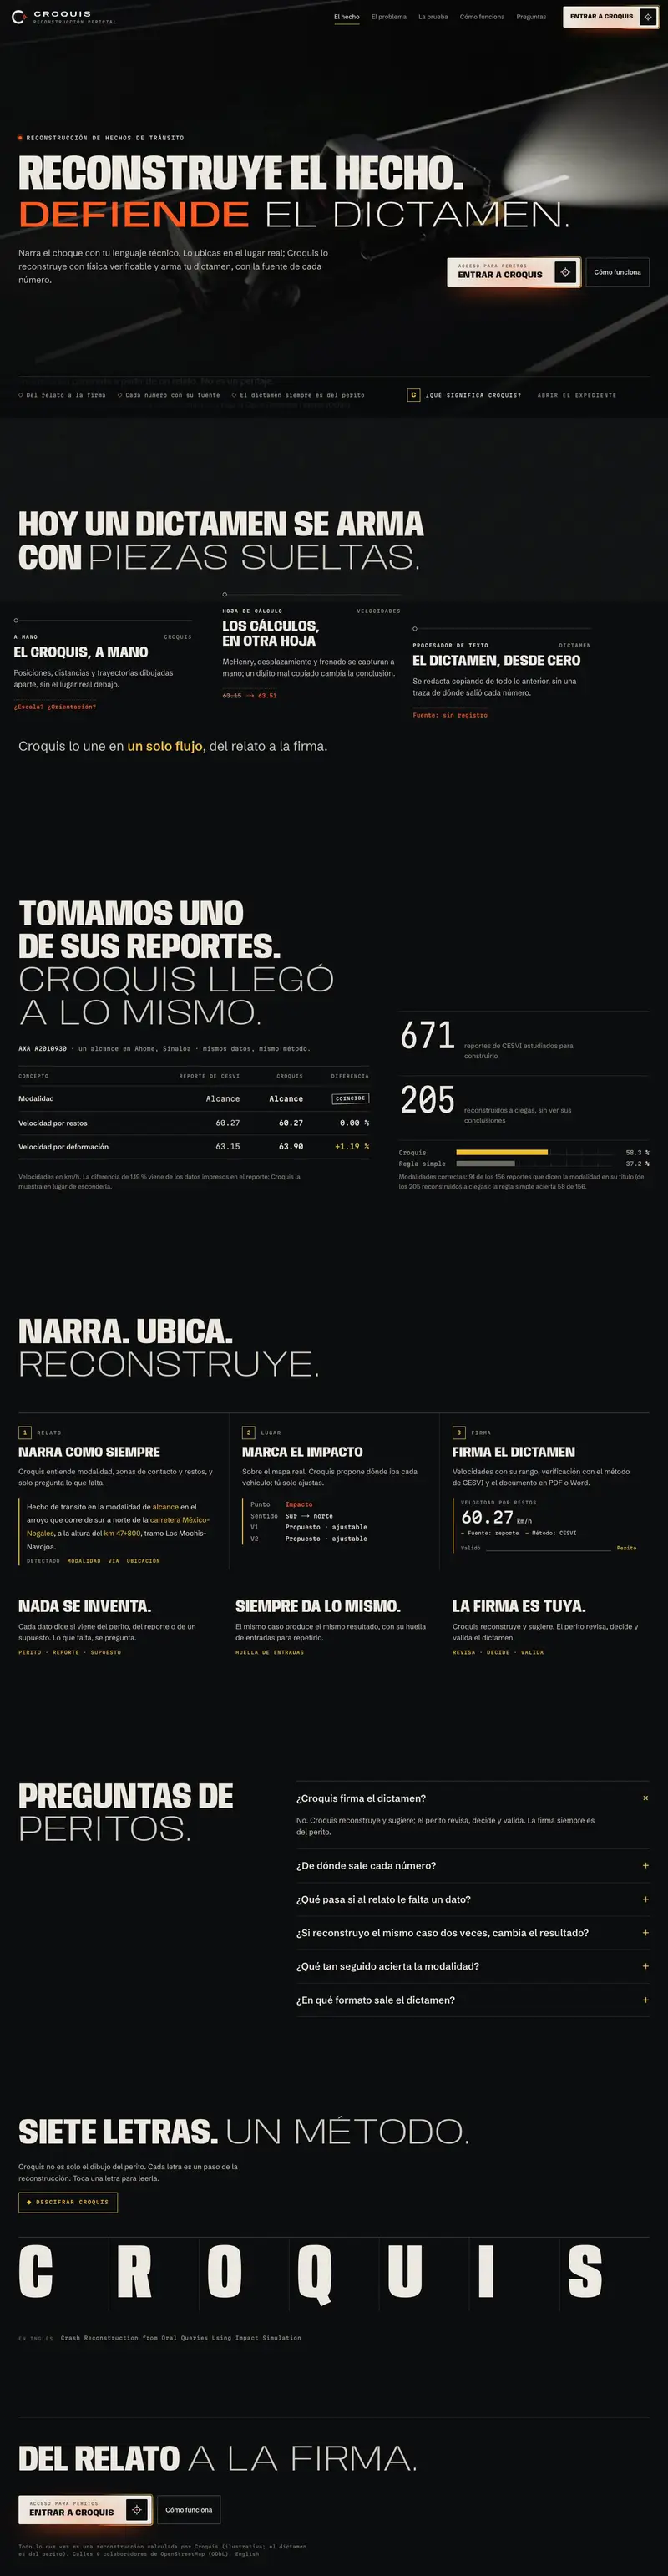 CROQUIS
RECONSTRUCCIÓN PERICIAL
El hecho
El problema
La prueba
Cómo funciona
Preguntas
ENTRAR A CROQUIS
RECONSTRUCCIÓN DE HECHOS DE TRÁNSITO
RECONSTRUYE EL HECHO.
DEFIENDE EL DICTAMEN.
Narra el choque con tu lenguaje técnico. Lo ubicas en el lugar real; Croquis lo
reconstruye con física verificable y arma tu dictamen, con la fuente de cada
número.
ACCESO PARA PERITOS
ENTRAR A CROQUIS
Cómo funciona
Del relato a la firma
Cada número con su fuente
El dictamen siempre es del perito
C
¿QUÉ SIGNIFICA CROQUIS?
ABRIR EL EXPEDIENTE
HOY UN DICTAMEN SE ARMA
CON PIEZAS SUELTAS.
A MANO
CROQUIS
EL CROQUIS, A MANO
Posiciones, distancias y trayectorias dibujadas
aparte, sin el lugar real debajo.
¿Escala? ¿Orientación?
HOJA DE CÁLCULO
VELOCIDADES
LOS CÁLCULOS,
EN OTRA HOJA
McHenry, desplazamiento y frenado se capturan a
mano; un dígito mal copiado cambia la conclusión.
63.15 → 63.51
PROCESADOR DE TEXTO
DICTAMEN
EL DICTAMEN, DESDE CERO
Se redacta copiando de todo lo anterior, sin una
traza de dónde salió cada número.
Fuente: sin registro
Croquis lo une en un solo flujo, del relato a la firma.
TOMAMOS UNO
DE SUS REPORTES.
CROQUIS LLEGÓ
A LO MISMO.
AXA A2010930 · un alcance en Ahome, Sinaloa · mismos datos, mismo método.
CONCEPTO REPORTE DE CESVI CROQUIS DIFERENCIA
Modalidad Alcance Alcance COINCIDE
Velocidad por restos 60.27 60.27 0.00 %
Velocidad por deformación 63.15 63.90 +1.19 %
Velocidades en km/h. La diferencia de 1.19 % viene de los datos impresos en el reporte; Croquis la
muestra en lugar de esconderla.
671 reportes de CESVI estudiados para
construirlo
205 reconstruidos a ciegas, sin ver sus
conclusiones
Croquis 58.3 %
Regla simple 37.2 %
Modalidades correctas: 91 de los 156 reportes que dicen la modalidad en su título (de
los 205 reconstruidos a ciegas); la regla simple acierta 58 de 156.
NARRA. UBICA.
RECONSTRUYE.
1 RELATO
NARRA COMO SIEMPRE
Croquis entiende modalidad, zonas de contacto y restos, y
solo pregunta lo que falta.
Hecho de tránsito en la modalidad de alcance en el
arroyo que corre de sur a norte de la carretera México-
Nogales, a la altura del km 47+800, tramo Los Mochis-
Navojoa.
DETECTADO MODALIDAD VÍA UBICACIÓN
2 LUGAR
MARCA EL IMPACTO
Sobre el mapa real. Croquis propone dónde iba cada
vehículo; tú solo ajustas.
Punto Impacto
Sentido Sur → norte
V1 Propuesto · ajustable
V2 Propuesto · ajustable
3 FIRMA
FIRMA EL DICTAMEN
Velocidades con su rango, verificación con el método
de CESVI y el documento en PDF o Word.
VELOCIDAD POR RESTOS
60.27 km/h
– Fuente: reporte – Método: CESVI
Validó Perito
NADA SE INVENTA.
Cada dato dice si viene del perito, del reporte o de un
supuesto. Lo que falta, se pregunta.
PERITO · REPORTE · SUPUESTO
SIEMPRE DA LO MISMO.
El mismo caso produce el mismo resultado, con su huella
de entradas para repetirlo.
HUELLA DE ENTRADAS
LA FIRMA ES TUYA.
Croquis reconstruye y sugiere. El perito revisa, decide y
valida el dictamen.
REVISA · DECIDE · VALIDA
PREGUNTAS DE
PERITOS.
¿Croquis firma el dictamen?
No. Croquis reconstruye y sugiere; el perito revisa, decide y valida. La firma siempre es
del perito.
¿De dónde sale cada número?
¿Qué pasa si al relato le falta un dato?
¿Si reconstruyo el mismo caso dos veces, cambia el resultado?
¿Qué tan seguido acierta la modalidad?
¿En qué formato sale el dictamen?
SIETE LETRAS. UN MÉTODO.
Croquis no es solo el dibujo del perito. Cada letra es un paso de la
reconstrucción. Toca una letra para leerla.
DESCIFRAR CROQUIS
C R O Q U I S
EN INGLÉS Crash Reconstruction from Oral Queries Using Impact Simulation
DEL RELATO A LA FIRMA.
ACCESO PARA PERITOS
ENTRAR A CROQUIS
Cómo funciona
Todo lo que ves es una reconstrucción calculada por Croquis (ilustrativa; el dictamen
es del perito). Calles © colaboradores de OpenStreetMap (ODbL). English